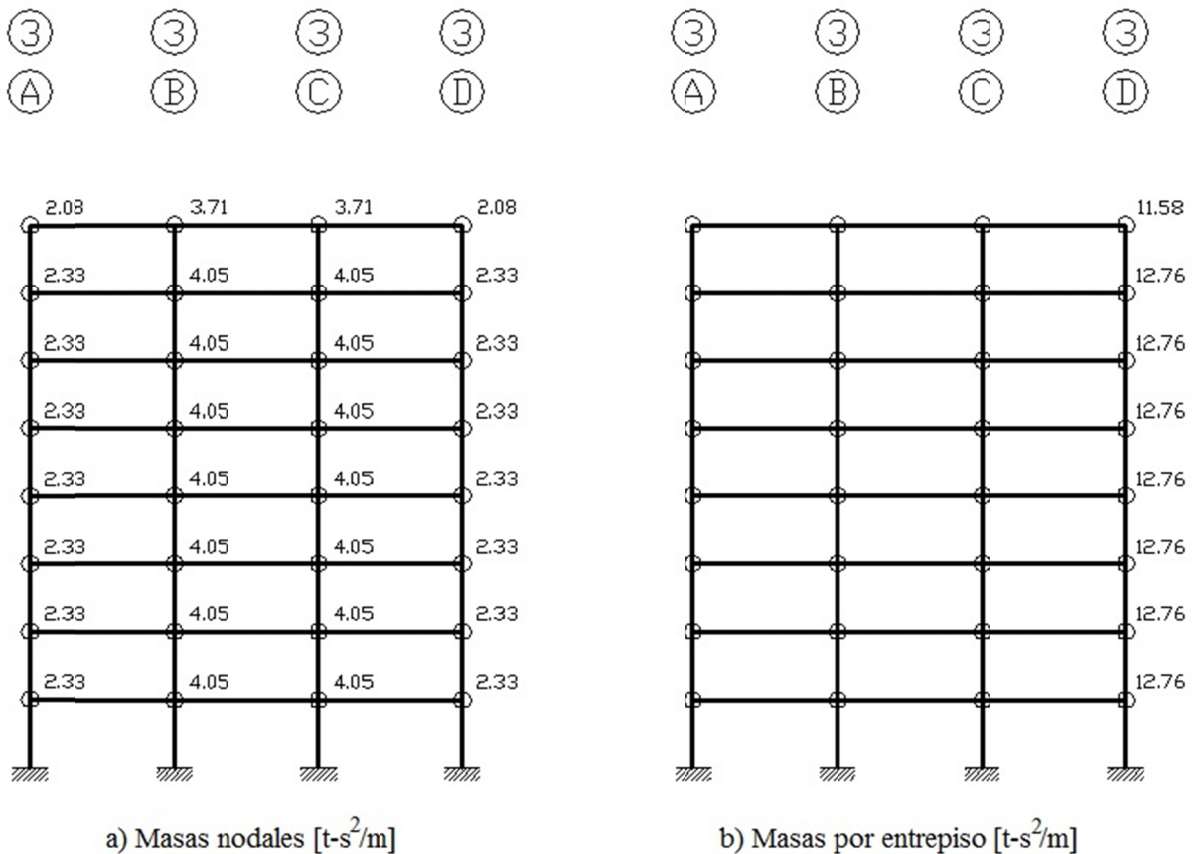 3 3 3 3
A B C D
2.08 3.71 3.71 2.08
2.33 4.05 4.05 2.33
2.33 4.05 4.05 2.33
2.33 4.05 4.05 2.33
2.33 4.05 4.05 2.33
2.33 4.05 4.05 2.33
2.33 4.05 4.05 2.33
2.33 4.05 4.05 2.33
a) Masas nodales [t-s²/m]
3 3 3 3
A B C D
11.58
12.76
12.76
12.76
12.76
12.76
12.76
12.76
b) Masas por entrepiso [t-s²/m]